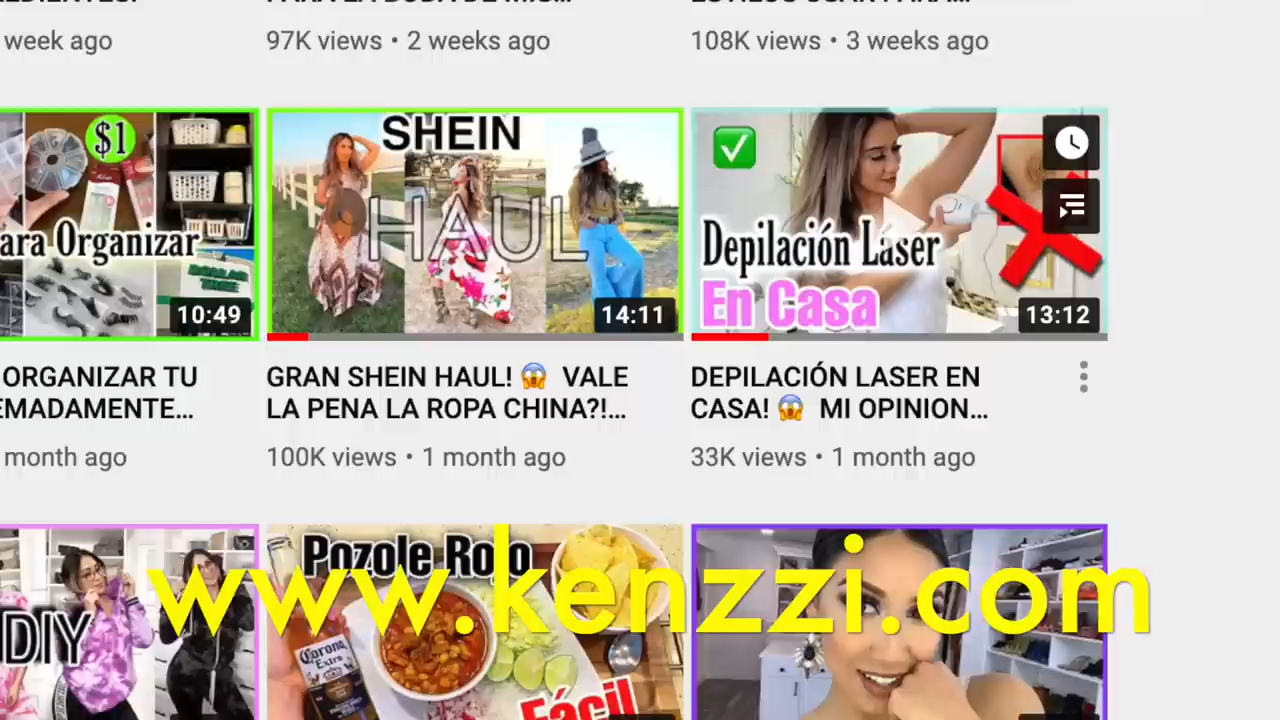 week ago
97K views • 2 weeks ago
108K views • 3 weeks ago
$1
ara Organizar
10:49
SHEIN
HAUL
14:11
Depilación Láser
En Casa
13:12
ORGANIZAR TU
EMADAMENTE...
month ago
GRAN SHEIN HAUL! 😱 VALE
LA PENA LA ROPA CHINA?!...
100K views • 1 month ago
DEPILACIÓN LASER EN
CASA! 😱 MI OPINION...
33K views • 1 month ago
DIY
Pozole Rojo
Corona
Extra
Fácil
www.kenzzi.com